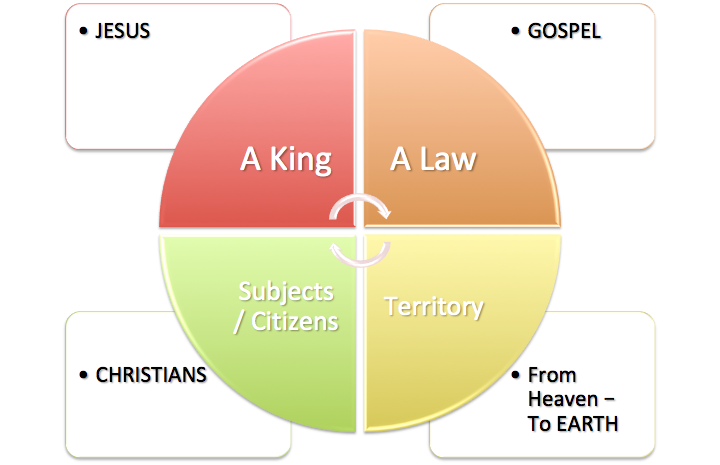 • JESUS
• GOSPEL
A King
A Law
Subjects
/ Citizens
Territory
• CHRISTIANS
• From
Heaven –
To EARTH